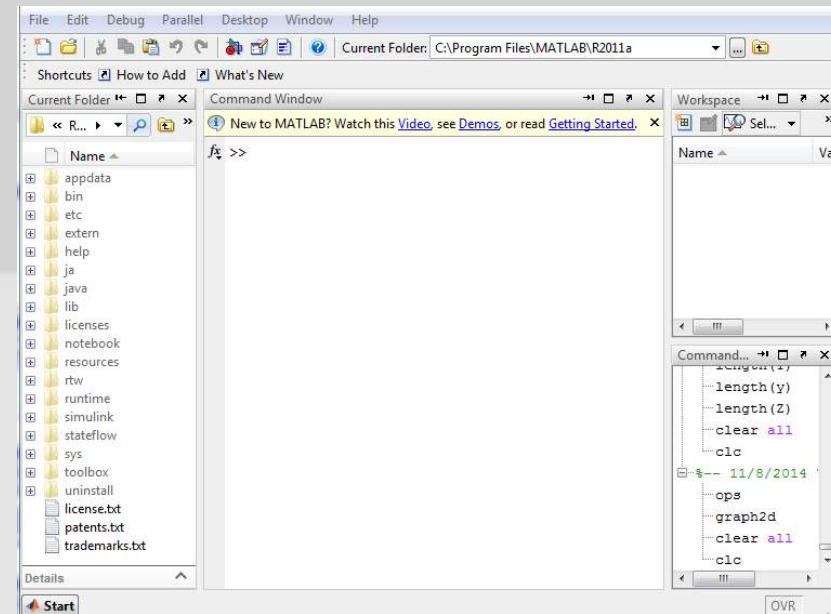 File Edit Debug Parallel Desktop Window Help
Current Folder: C:\Program Files\MATLAB\R2011a
Shortcuts How to Add What's New
Current Folder
« R...
Name
appdata
bin
etc
extern
help
ja
java
lib
licenses
notebook
resources
rtw
runtime
simulink
stateflow
sys
toolbox
uninstall
license.txt
patents.txt
trademarks.txt
Details
Command Window
New to MATLAB? Watch this Video, see Demos, or read Getting Started.
fx >>
Workspace
Sel...
Name Va
Command...
length(y)
length(Z)
clear all
clc
%-- 11/8/2014
ops
graph2d
clear all
clc
Start
OVR